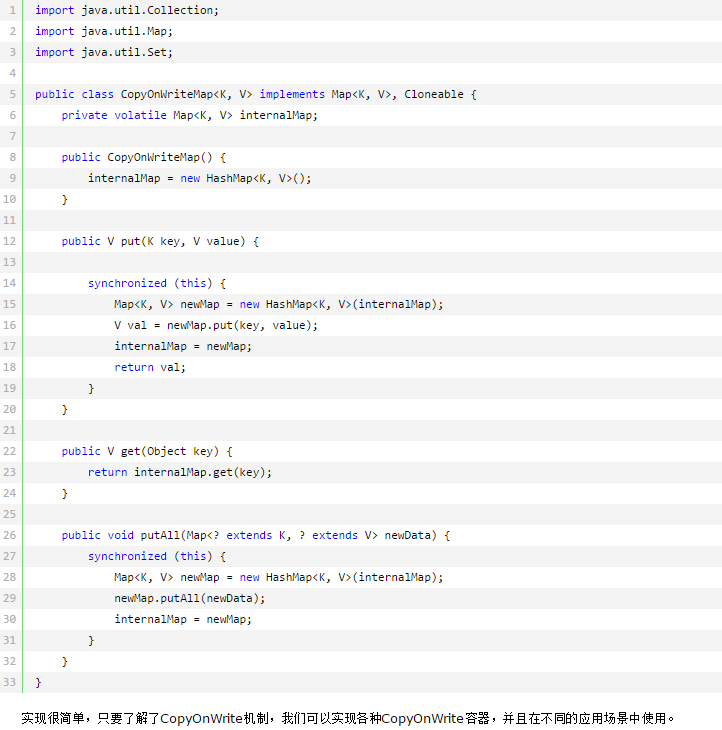 1 import java.util.Collection;
2 import java.util.Map;
3 import java.util.Set;
4
5 public class CopyOnWriteMap<K, V> implements Map<K, V>, Cloneable {
6     private volatile Map<K, V> internalMap;
7
8     public CopyOnWriteMap() {
9         internalMap = new HashMap<K, V>();
10     }
11
12     public V put(K key, V value) {
13
14         synchronized (this) {
15             Map<K, V> newMap = new HashMap<K, V>(internalMap);
16             V val = newMap.put(key, value);
17             internalMap = newMap;
18             return val;
19         }
20     }
21
22     public V get(Object key) {
23         return internalMap.get(key);
24     }
25
26     public void putAll(Map<? extends K, ? extends V> newData) {
27         synchronized (this) {
28             Map<K, V> newMap = new HashMap<K, V>(internalMap);
29             newMap.putAll(newData);
30             internalMap = newMap;
31         }
32     }
33 }
实现很简单，只要了解了CopyOnWrite机制，我们可以实现各种CopyOnWrite容器，并且在不同的应用场景中使用。